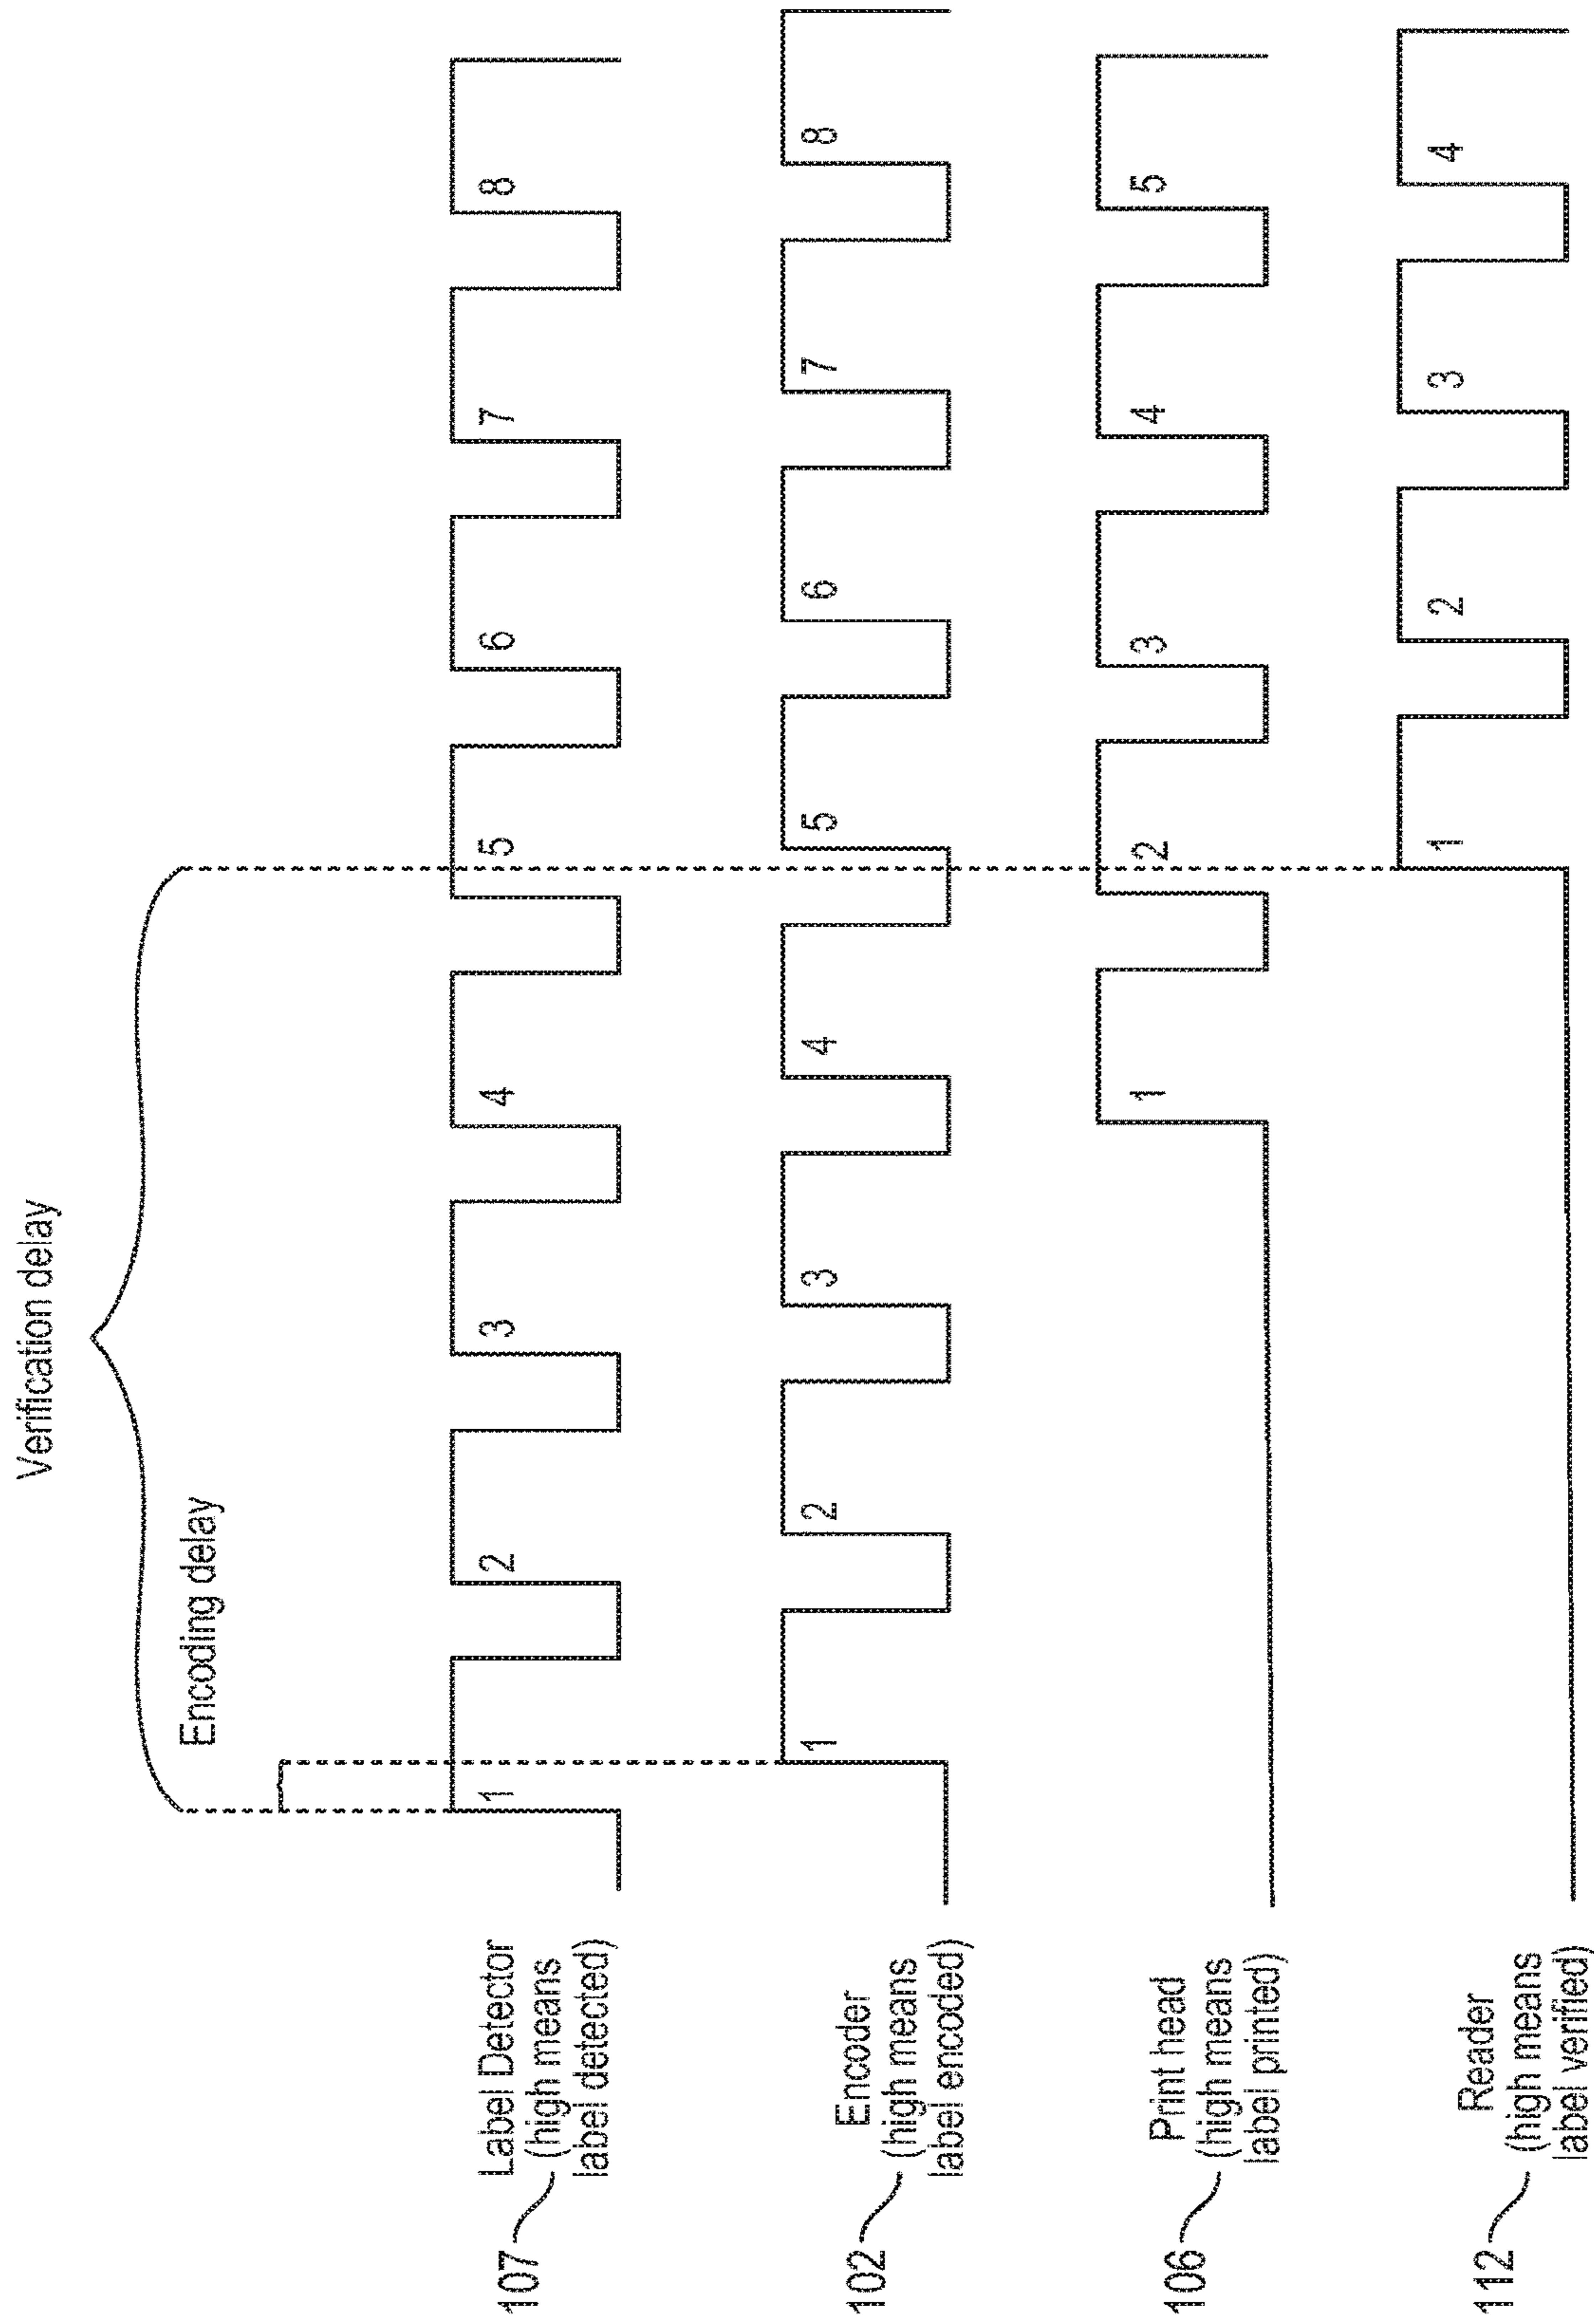 Verification delay
Encoding delay
107
Label Detector
(high means
label detected)
1 2 3 4 5 6 7 8
102
Encoder
(high means
label encoded)
1 2 3 4 5 6 7 8
106
Print head
(high means
label printed)
1 2 3 4 5
112
Reader
(high means
label verified)
1 2 3 4